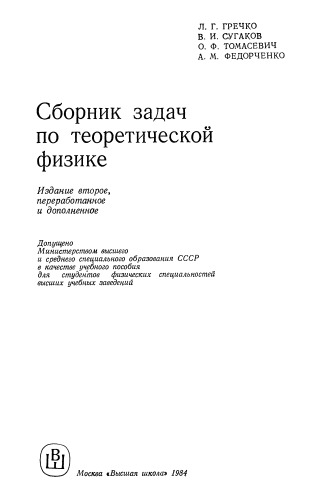 Л. Г. ГРЕЧКО
В. И. СУГАКОВ
О. Ф. ТОМАСЕВИЧ
А. М. ФЕДОРЧЕНКО
Сборник задач
по теоретической
физике
Издание второе,
переработанное
и дополненное
Допущено
Министерством высшего
и среднего специального образования СССР
в качестве учебного пособия
для студентов физических специальностей
высших учебных заведений
ВШ
Москва «Высшая школа» 1984